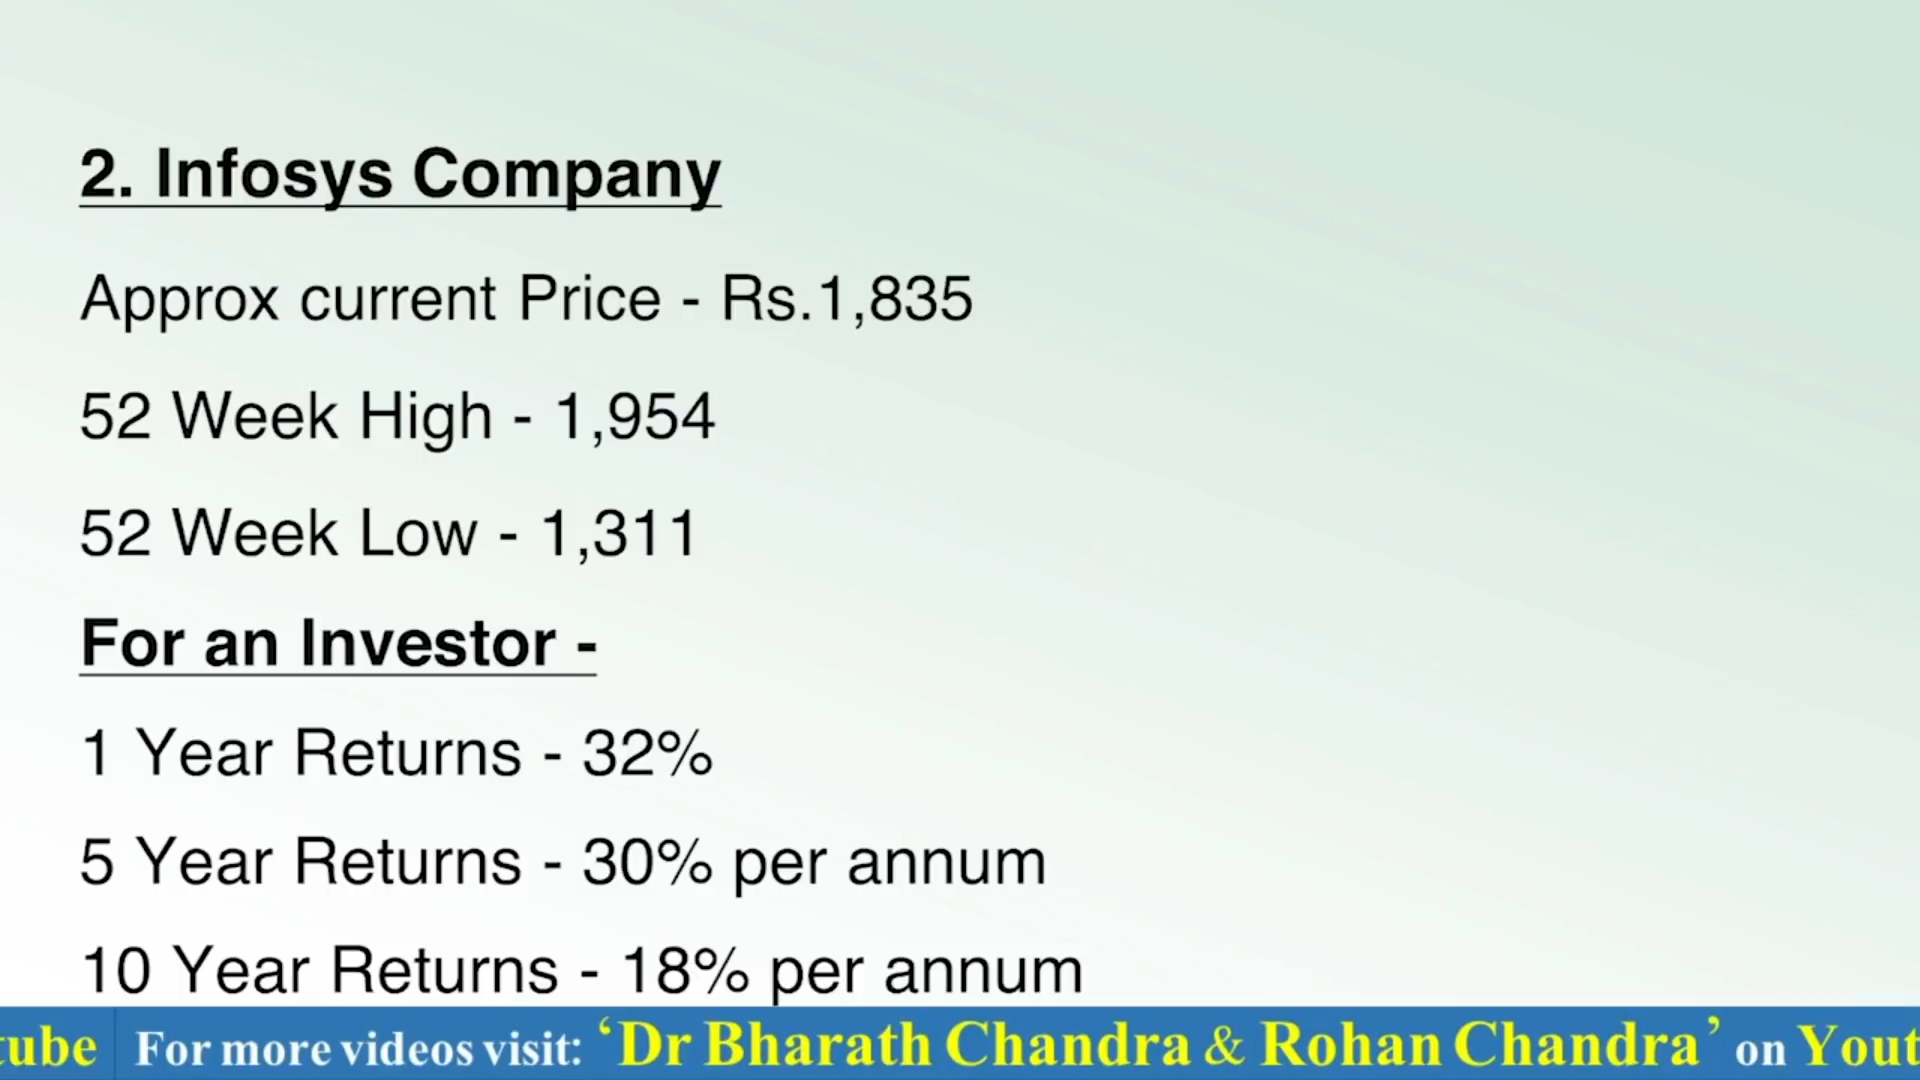 2. Infosys Company
Approx current Price - Rs.1,835
52 Week High - 1,954
52 Week Low - 1,311
For an Investor -
1 Year Returns - 32%
5 Year Returns - 30% per annum
10 Year Returns - 18% per annum
tube For more videos visit: ‘Dr Bharath Chandra & Rohan Chandra’ on Yout